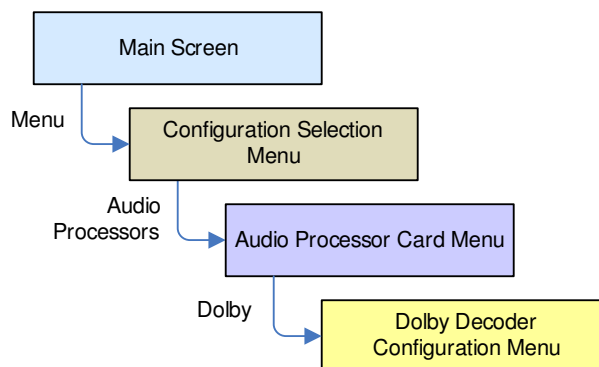 Main Screen
Menu
Configuration Selection
Menu
Audio
Processors
Audio Processor Card Menu
Dolby
Dolby Decoder
Configuration Menu